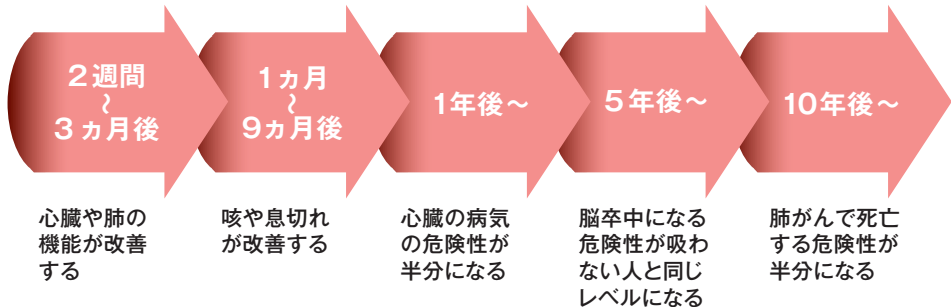 2週間
〜
3ヵ月後
心臓や肺の
機能が改善
する
1ヵ月
〜
9ヵ月後
咳や息切れ
が改善する
1年後〜
心臓の病気
の危険性が
半分になる
5年後〜
脳卒中になる
危険性が吸わ
ない人と同じ
レベルになる
10年後〜
肺がんで死亡
する危険性が
半分になる